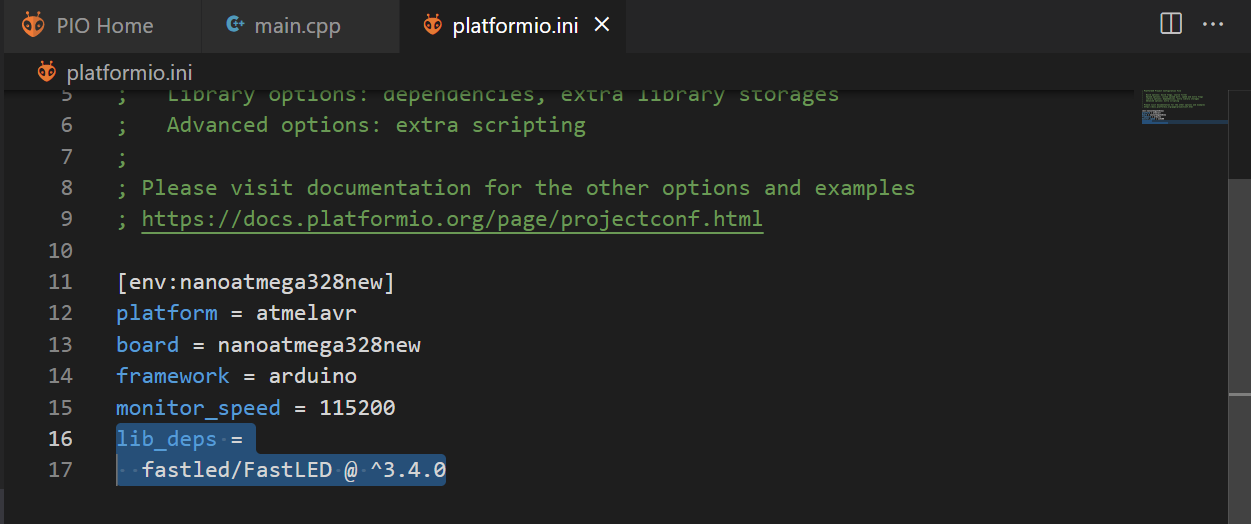 PIO Home
main.cpp
platformio.ini
platformio.ini
5 ;   Library options: dependencies, extra library storages
6 ;   Advanced options: extra scripting
7 ;
8 ; Please visit documentation for the other options and examples
9 ; https://docs.platformio.org/page/projectconf.html
10
11 [env:nanoatmega328new]
12 platform = atmelavr
13 board = nanoatmega328new
14 framework = arduino
15 monitor_speed = 115200
16 lib_deps =
17   fastled/FastLED @ ^3.4.0